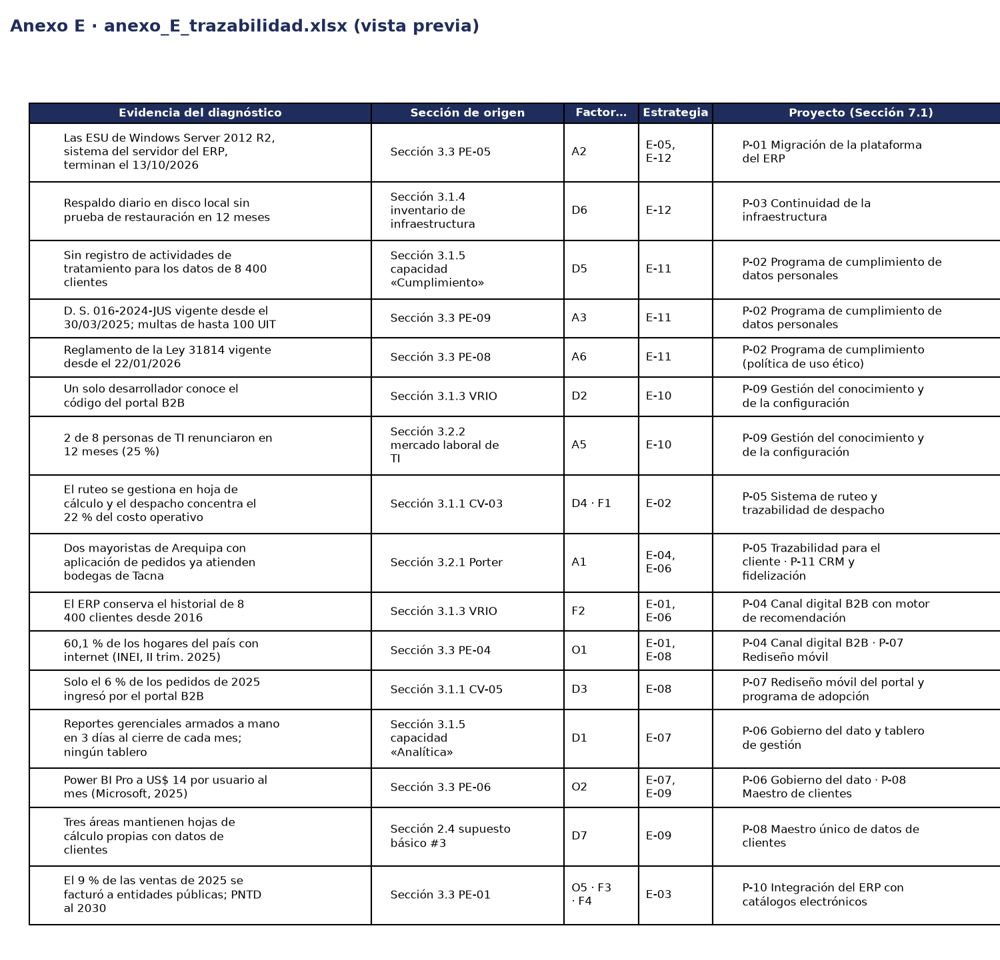 Anexo E · anexo_E_trazabilidad.xlsx (vista previa)
Evidencia del diagnóstico
Sección de origen
Factor...
Estrategia
Proyecto (Sección 7.1)
Las ESU de Windows Server 2012 R2,
sistema del servidor del ERP,
terminan el 13/10/2026
Sección 3.3 PE-05
A2
E-05,
E-12
P-01 Migración de la plataforma
del ERP
Respaldo diario en disco local sin
prueba de restauración en 12 meses
Sección 3.1.4
inventario de
infraestructura
D6
E-12
P-03 Continuidad de la
infraestructura
Sin registro de actividades de
tratamiento para los datos de 8 400
clientes
Sección 3.1.5
capacidad
«Cumplimiento»
D5
E-11
P-02 Programa de cumplimiento de
datos personales
D. S. 016-2024-JUS vigente desde el
30/03/2025; multas de hasta 100 UIT
Sección 3.3 PE-09
A3
E-11
P-02 Programa de cumplimiento de
datos personales
Reglamento de la Ley 31814 vigente
desde el 22/01/2026
Sección 3.3 PE-08
A6
E-11
P-02 Programa de cumplimiento
(política de uso ético)
Un solo desarrollador conoce el
código del portal B2B
Sección 3.1.3 VRIO
D2
E-10
P-09 Gestión del conocimiento y
de la configuración
2 de 8 personas de TI renunciaron en
12 meses (25 %)
Sección 3.2.2
mercado laboral de
TI
A5
E-10
P-09 Gestión del conocimiento y
de la configuración
El ruteo se gestiona en hoja de
cálculo y el despacho concentra el
22 % del costo operativo
Sección 3.1.1 CV-03
D4 · F1
E-02
P-05 Sistema de ruteo y
trazabilidad de despacho
Dos mayoristas de Arequipa con
aplicación de pedidos ya atienden
bodegas de Tacna
Sección 3.2.1 Porter
A1
E-04,
E-06
P-05 Trazabilidad para el
cliente · P-11 CRM y
fidelización
El ERP conserva el historial de 8
400 clientes desde 2016
Sección 3.1.3 VRIO
F2
E-01,
E-06
P-04 Canal digital B2B con motor
de recomendación
60,1 % de los hogares del país con
internet (INEI, II trim. 2025)
Sección 3.3 PE-04
O1
E-01,
E-08
P-04 Canal digital B2B · P-07
Rediseño móvil
Solo el 6 % de los pedidos de 2025
ingresó por el portal B2B
Sección 3.1.1 CV-05
D3
E-08
P-07 Rediseño móvil del portal y
programa de adopción
Reportes gerenciales armados a mano
en 3 días al cierre de cada mes;
ningún tablero
Sección 3.1.5
capacidad
«Analítica»
D1
E-07
P-06 Gobierno del dato y tablero
de gestión
Power BI Pro a US$ 14 por usuario al
mes (Microsoft, 2025)
Sección 3.3 PE-06
O2
E-07,
E-09
P-06 Gobierno del dato · P-08
Maestro de clientes
Tres áreas mantienen hojas de
cálculo propias con datos de
clientes
Sección 2.4 supuesto
básico #3
D7
E-09
P-08 Maestro único de datos de
clientes
El 9 % de las ventas de 2025 se
facturó a entidades públicas; PNTD
al 2030
Sección 3.3 PE-01
O5 · F3
· F4
E-03
P-10 Integración del ERP con
catálogos electrónicos